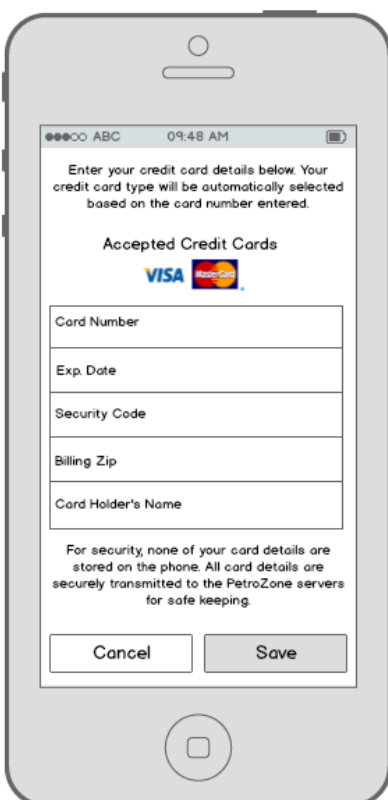 ABC 09:48 AM
Enter your credit card details below. Your
credit card type will be automatically selected
based on the card number entered.
Accepted Credit Cards
VISA MasterCard
Card Number
Exp. Date
Security Code
Billing Zip
Card Holder's Name
For security, none of your card details are
stored on the phone. All card details are
securely transmitted to the PetroZone servers
for safe keeping.
Cancel Save